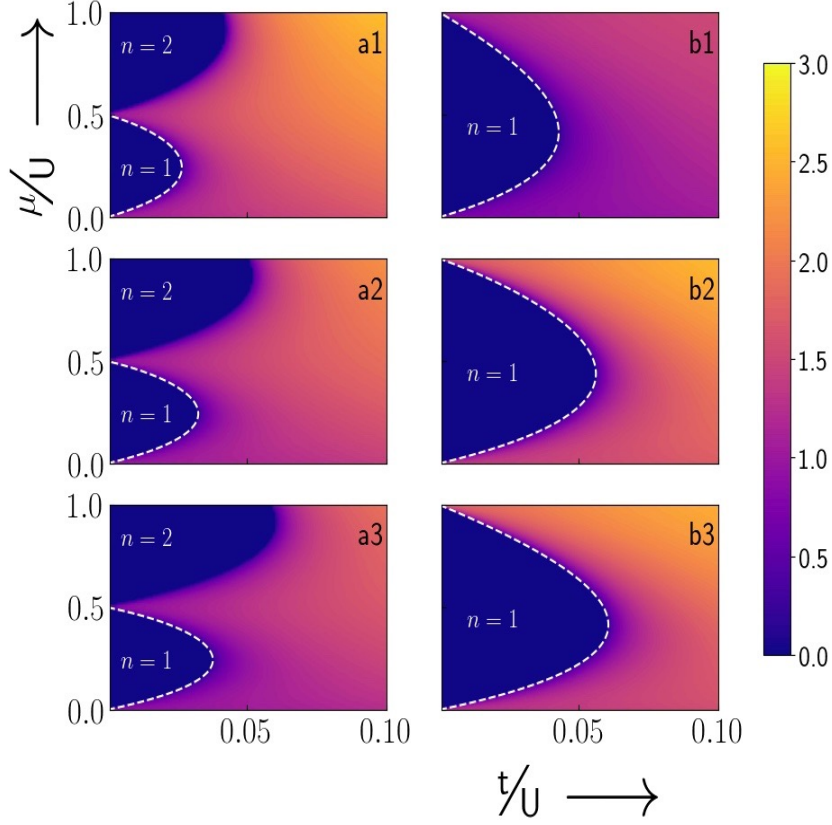 1.0
n = 2
a1
b1
3.0
μ/U
0.5
n = 1
n = 1
2.5
0.0
1.0
n = 2
a2
b2
2.0
0.5
n = 1
n = 1
1.5
0.0
1.0
1.0
n = 2
a3
b3
0.5
0.5
n = 1
n = 1
0.0
0.0
0.05
0.10
0.05
0.10
t/U